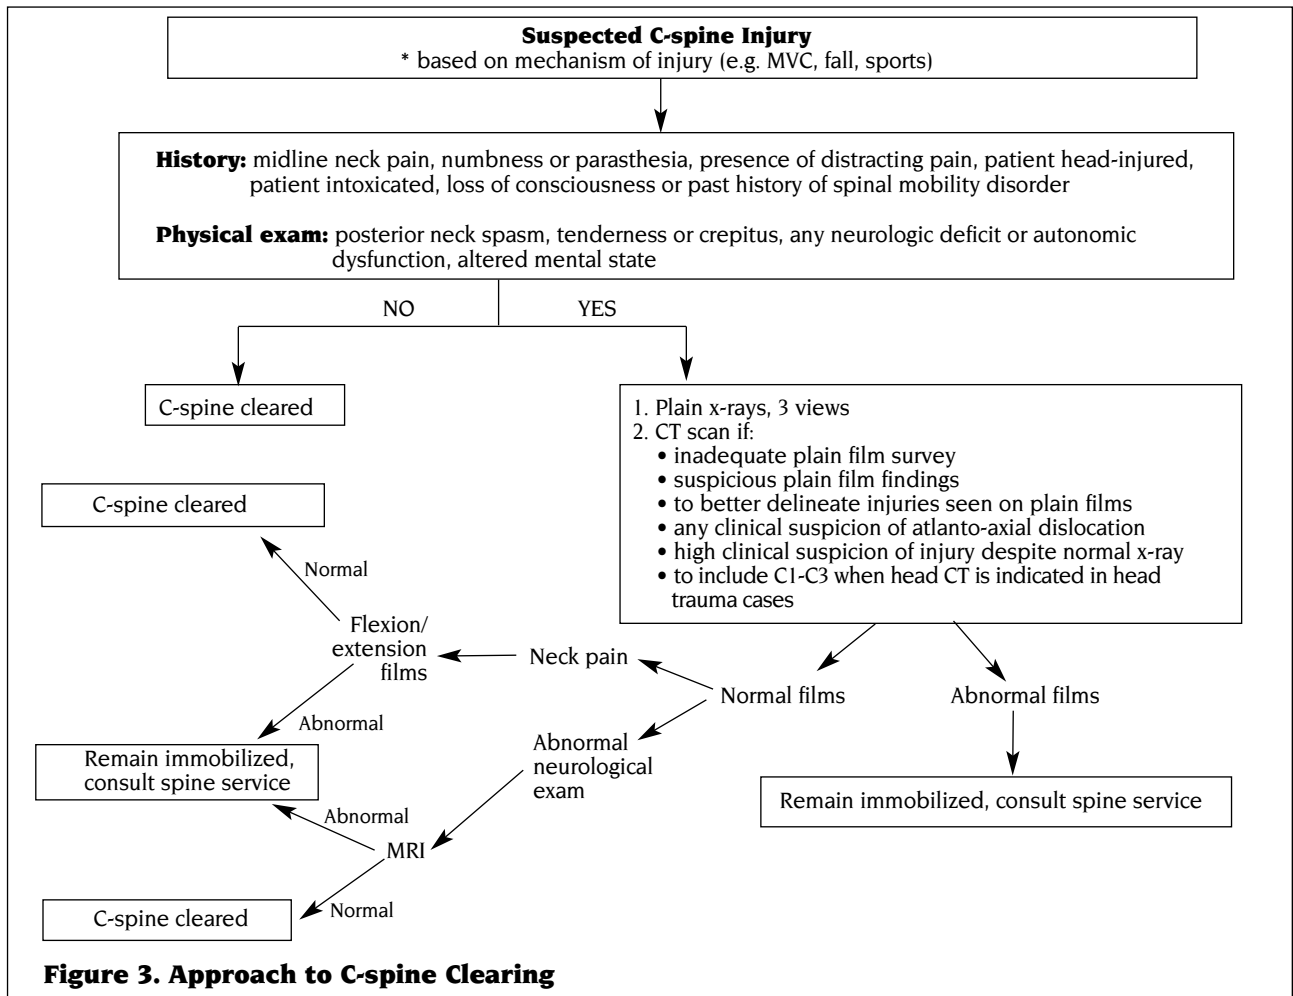 Suspected C-spine Injury
* based on mechanism of injury (e.g. MVC, fall, sports)
History: midline neck pain, numbness or parasthesia, presence of distracting pain, patient head-injured,
patient intoxicated, loss of consciousness or past history of spinal mobility disorder
Physical exam: posterior neck spasm, tenderness or crepitus, any neurologic deficit or autonomic
dysfunction, altered mental state
NO
YES
C-spine cleared
1. Plain x-rays, 3 views
2. CT scan if:
• inadequate plain film survey
• suspicious plain film findings
• to better delineate injuries seen on plain films
• any clinical suspicion of atlanto-axial dislocation
• high clinical suspicion of injury despite normal x-ray
• to include C1-C3 when head CT is indicated in head
trauma cases
Normal films
Abnormal films
Remain immobilized, consult spine service
Neck pain
Flexion/
extension
films
Normal
C-spine cleared
Abnormal
Remain immobilized,
consult spine service
Abnormal
neurological
exam
MRI
Abnormal
Normal
C-spine cleared
Figure 3. Approach to C-spine Clearing